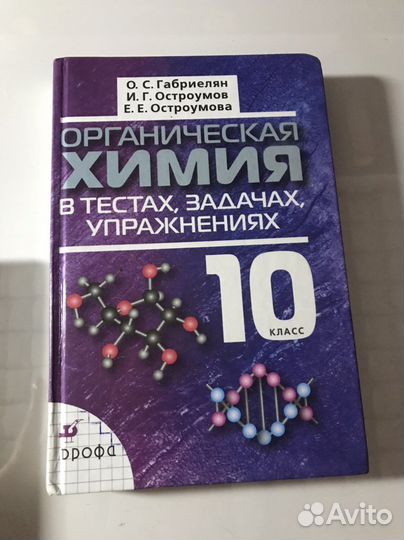 О. С. Габриелян
И. Г. Остроумов
Е. Е. Остроумова
ОРГАНИЧЕСКАЯ
ХИМИЯ
В ТЕСТАХ, ЗАДАЧАХ,
УПРАЖНЕНИЯХ
10
КЛАСС
дрофа
Avito